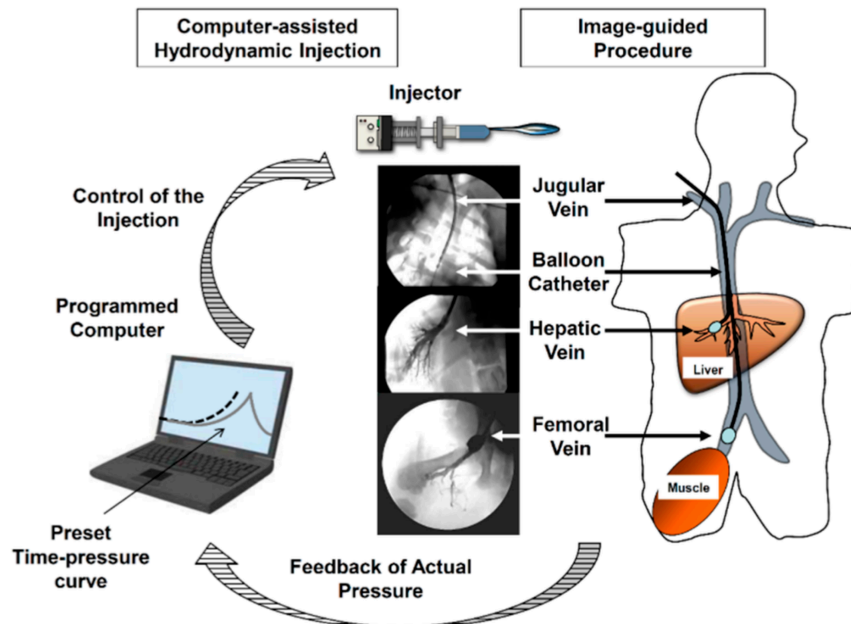 Computer-assisted
Hydrodynamic Injection
Image-guided
Procedure
Injector
Control of the
Injection
Programmed
Computer
Jugular
Vein
Balloon
Catheter
Hepatic
Vein
Liver
Femoral
Vein
Muscle
Preset
Time-pressure
curve
Feedback of Actual
Pressure